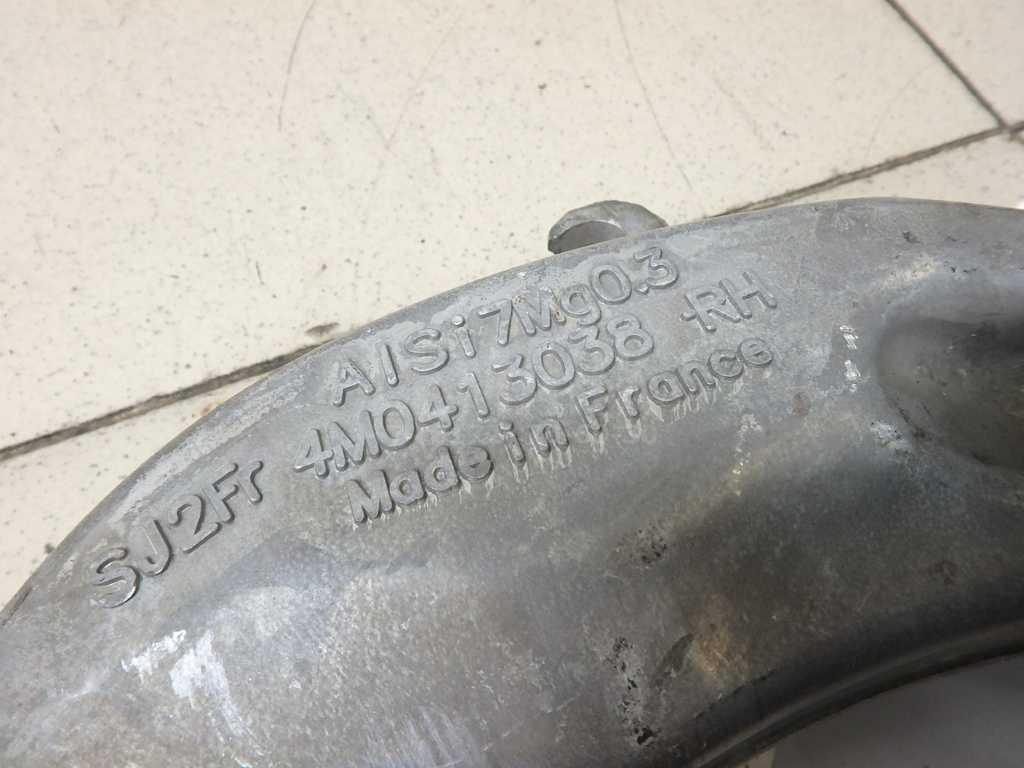 AlSi7Mg0.3
SJ2Fr 4M0413038 -RH
Made in France